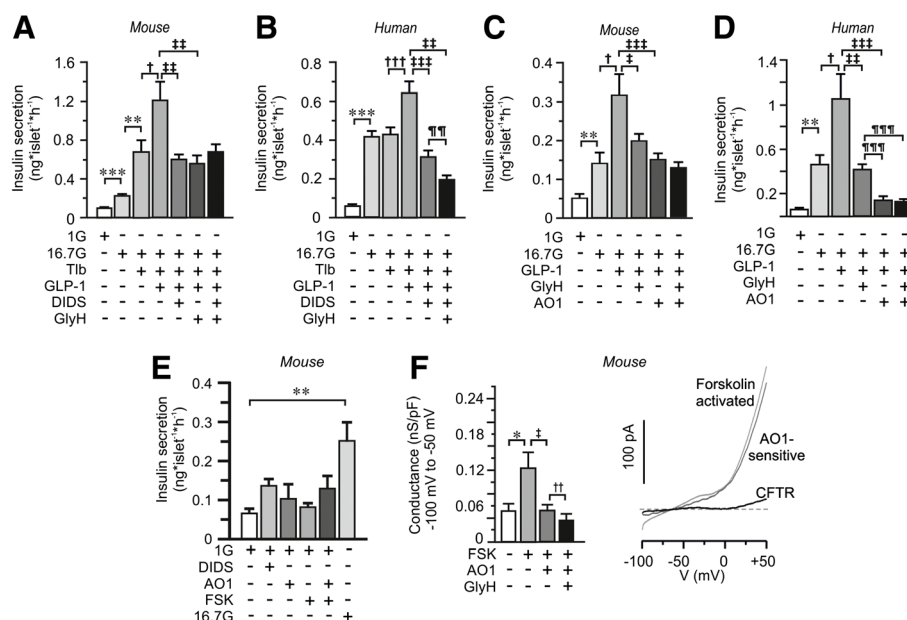 A
Mouse
Insulin secretion
(ng*islet⁻¹*h⁻¹)
1.8
1.2
0.6
0
***
**
†
‡‡
‡‡
1G + - - - - - -
16.7G - + + + + + +
Tlb - - + + + + +
GLP-1 - - - + + + +
DIDS - - - - + - +
GlyH - - - - - + +
B
Human
Insulin secretion
(ng*islet⁻¹*h⁻¹)
0.8
0.4
0
***
†††
‡‡
‡‡‡
¶¶
1G + - - - - -
16.7G - + + + + +
Tlb - - + + + +
GLP-1 - - - + + +
DIDS - - - - + +
GlyH - - - - - +
C
Mouse
Insulin secretion
(ng*islet⁻¹*h⁻¹)
0.4
0.3
0.2
0.1
0
**
†
‡‡‡
‡
1G + - - - - -
16.7G - + + + + +
GLP-1 - - + + + +
GlyH - - - + - +
AO1 - - - - + +
D
Human
Insulin secretion
(ng*islet⁻¹*h⁻¹)
1.4
1
0.6
0.2
**
†
‡‡‡
‡‡
¶¶¶
¶¶¶
1G + - - - - -
16.7G - + + + + +
GLP-1 - - + + + +
GlyH - - - + - +
AO1 - - - - + +
E
Mouse
Insulin secretion
(ng*islet⁻¹*h⁻¹)
0.4
0.3
0.2
0.1
0
**
1G + + + + + -
DIDS - + - - - -
AO1 - - + - + -
FSK - - - + + -
16.7G - - - - - +
F
Mouse
Conductance (nS/pF)
-100 mV to -50 mV
0.24
0.18
0.12
0.06
0.00
*
‡
††
FSK - + + +
AO1 - - + +
GlyH - - - +
Forskolin
activated
100 pA
AO1-
sensitive
CFTR
-100 -50 0 +50
V (mV)